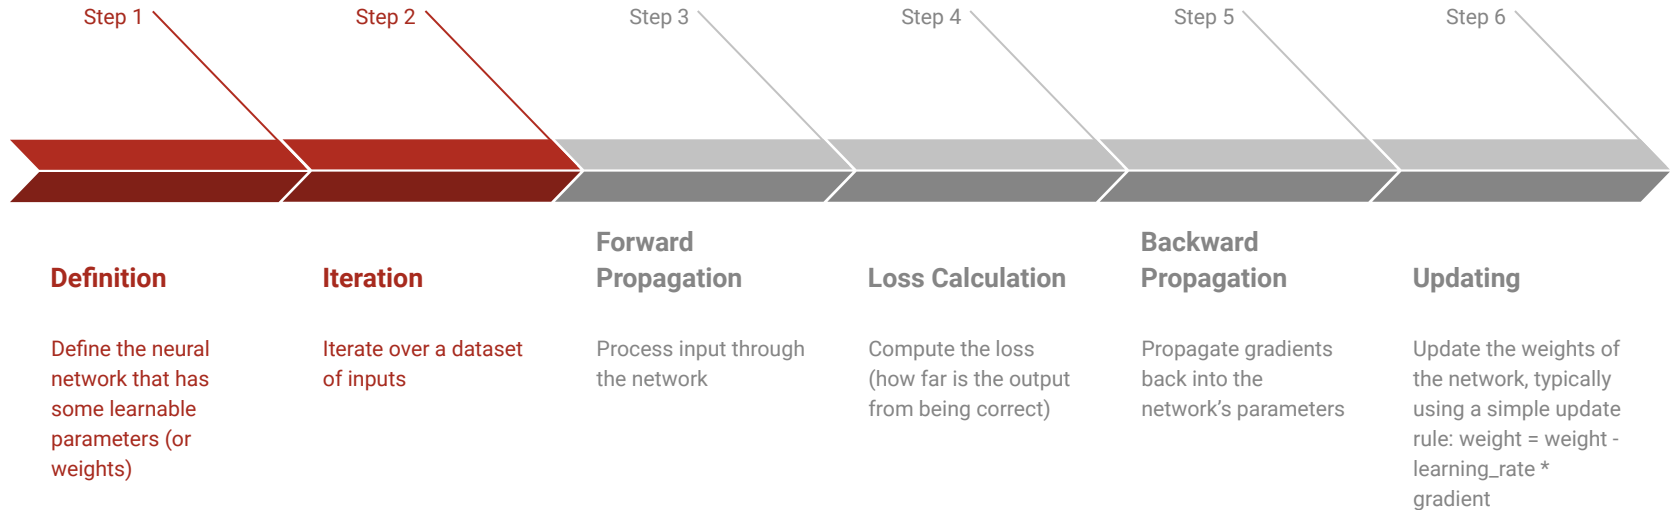 Step 1
Step 2
Step 3
Step 4
Step 5
Step 6
Definition
Define the neural
network that has
some learnable
parameters (or
weights)
Iteration
Iterate over a dataset
of inputs
Forward
Propagation
Process input through
the network
Loss Calculation
Compute the loss
(how far is the output
from being correct)
Backward
Propagation
Propagate gradients
back into the
network’s parameters
Updating
Update the weights of
the network, typically
using a simple update
rule: weight = weight -
learning_rate *
gradient